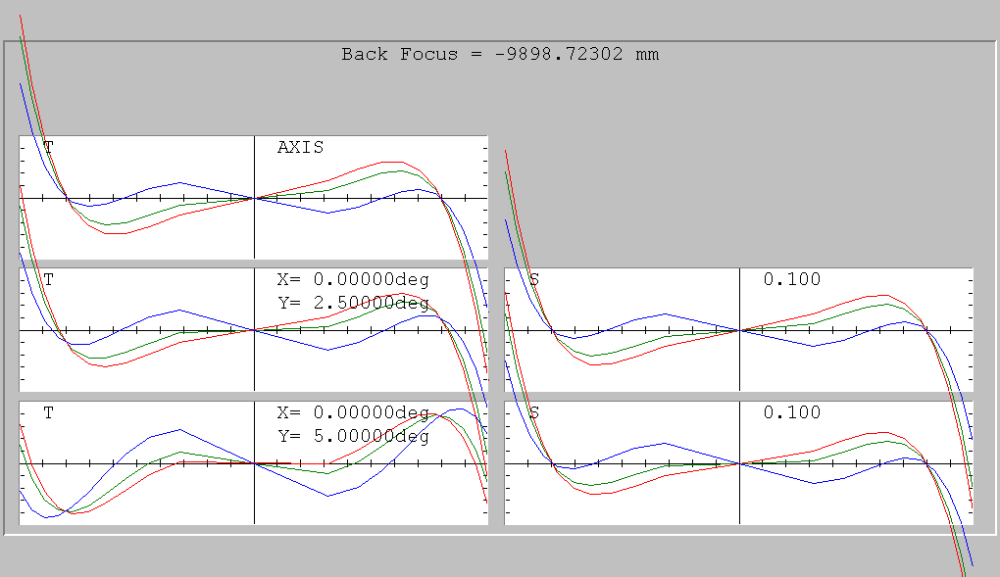 Back Focus = -9898.72302 mm
T
AXIS
T
X= 0.00000deg
Y= 2.50000deg
S
0.100
T
X= 0.00000deg
Y= 5.00000deg
S
0.100